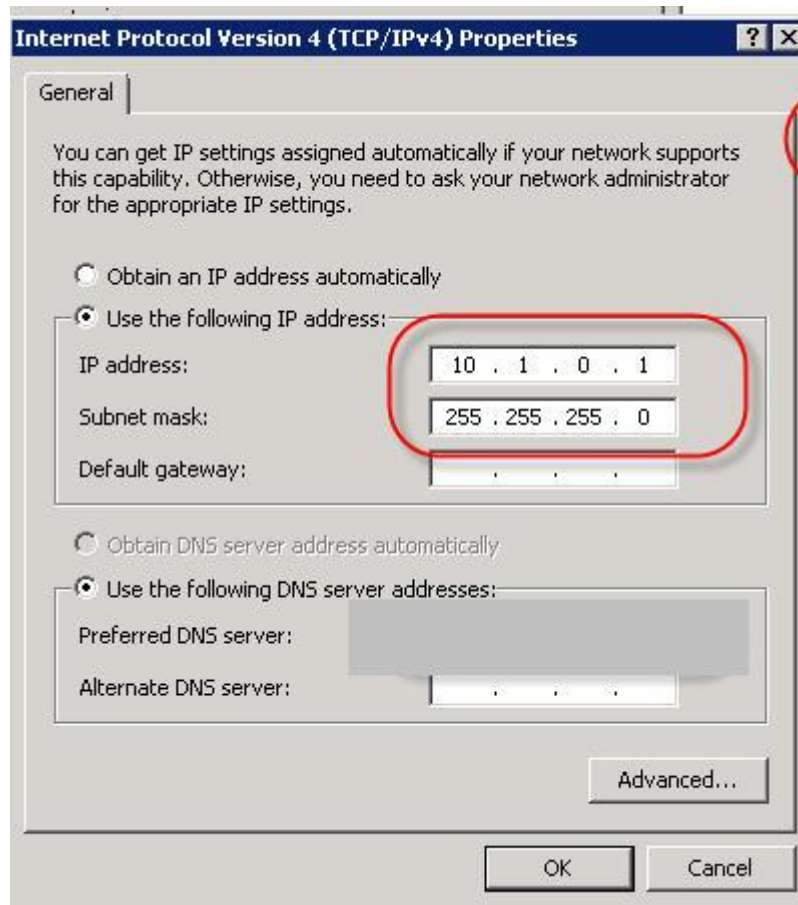 Internet Protocol Version 4 (TCP/IPv4) Properties ? X
General
You can get IP settings assigned automatically if your network supports
this capability. Otherwise, you need to ask your network administrator
for the appropriate IP settings.
Obtain an IP address automatically
Use the following IP address:
IP address: 10 . 1 . 0 . 1
Subnet mask: 255 . 255 . 255 . 0
Default gateway: . . .
Obtain DNS server address automatically
Use the following DNS server addresses:
Preferred DNS server:
Alternate DNS server: . . .
Advanced...
OK Cancel